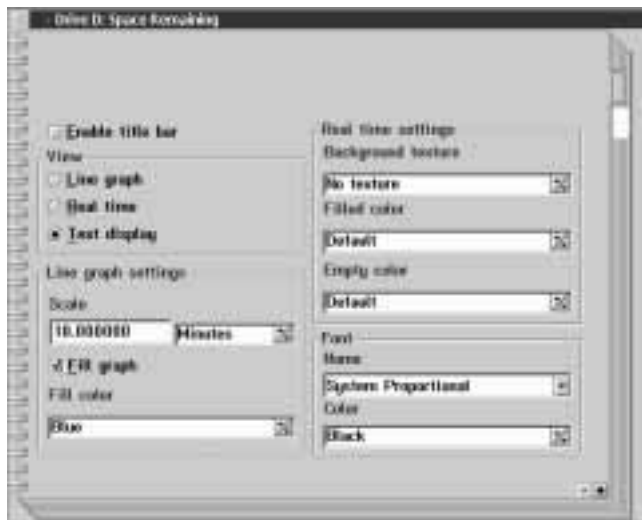 Drive D: Space Remaining
Enable title bar
View
Line graph
Real time
Text display
Line graph settings
Scale
10.000000 Minutes
Fill graph
Fill color
Blue
Real time settings
Background texture
No texture
Filled color
Default
Empty color
Default
Font
Name
System Proportional
Color
Black